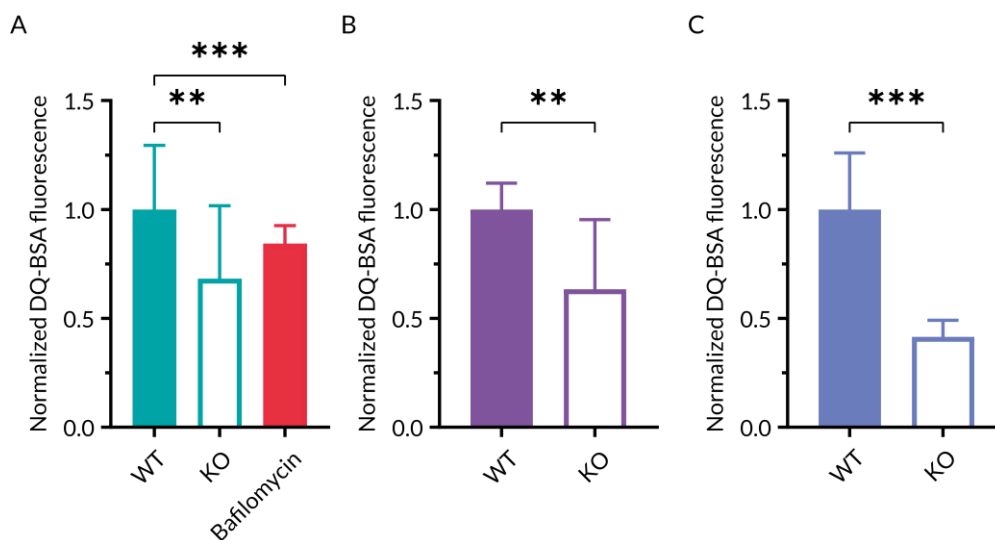 A
***
**
Normalized DQ-BSA fluorescence
1.5
1.0
0.5
0.0
WT
KO
Bafilomycin
B
**
Normalized DQ-BSA fluorescence
1.5
1.0
0.5
0.0
WT
KO
C
***
Normalized DQ-BSA fluorescence
1.5
1.0
0.5
0.0
WT
KO